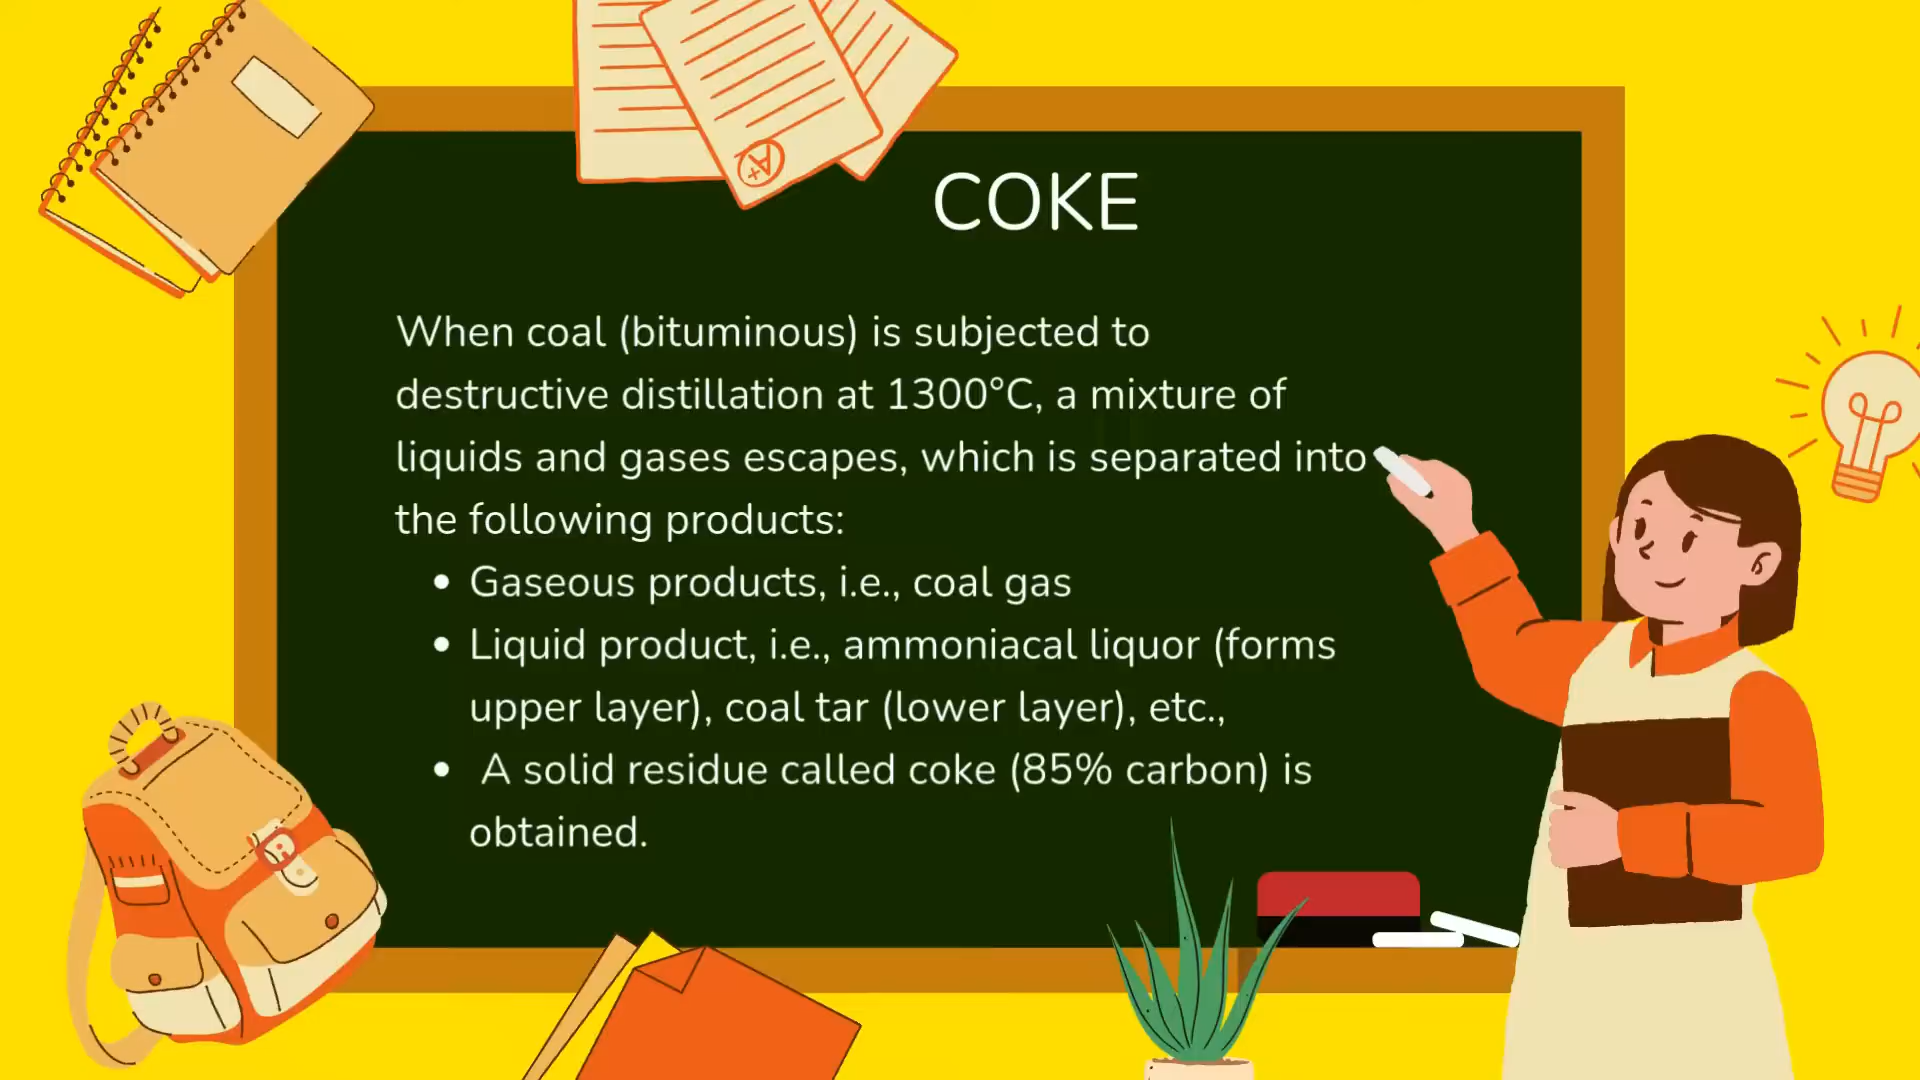 A+
COKE
When coal (bituminous) is subjected to
destructive distillation at 1300°C, a mixture of
liquids and gases escapes, which is separated into
the following products:
• Gaseous products, i.e., coal gas
• Liquid product, i.e., ammoniacal liquor (forms
upper layer), coal tar (lower layer), etc.,
• A solid residue called coke (85% carbon) is
obtained.